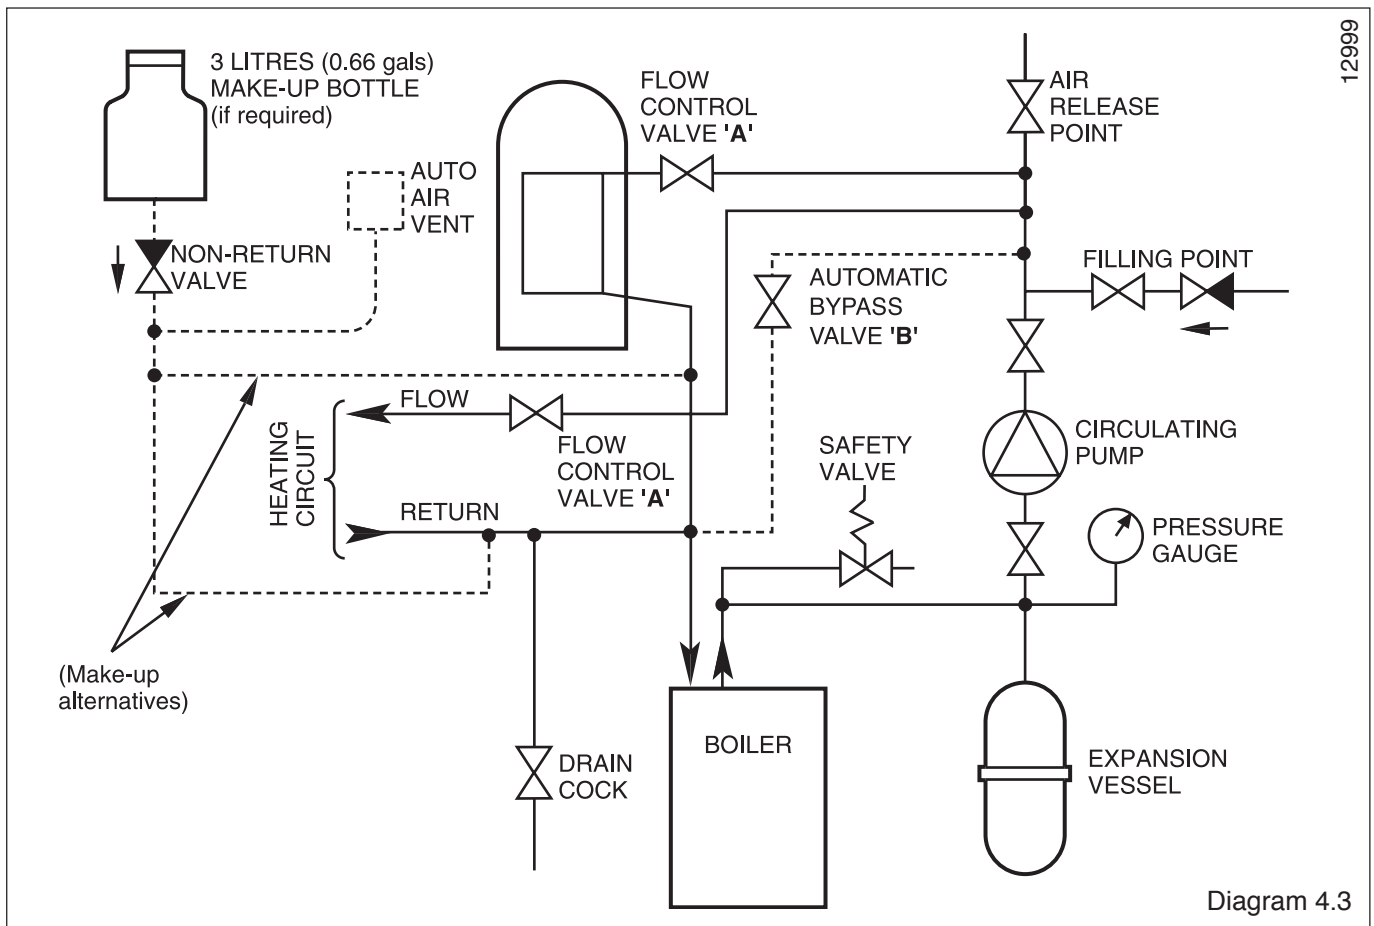 12999
3 LITRES (0.66 gals)
MAKE-UP BOTTLE
(if required)
FLOW
CONTROL
VALVE 'A'
AIR
RELEASE
POINT
AUTO
AIR
VENT
NON-RETURN
VALVE
FILLING POINT
AUTOMATIC
BYPASS
VALVE 'B'
FLOW
FLOW
CONTROL
VALVE 'A'
HEATING
CIRCUIT
RETURN
SAFETY
VALVE
CIRCULATING
PUMP
PRESSURE
GAUGE
(Make-up
alternatives)
DRAIN
COCK
BOILER
EXPANSION
VESSEL
Diagram 4.3